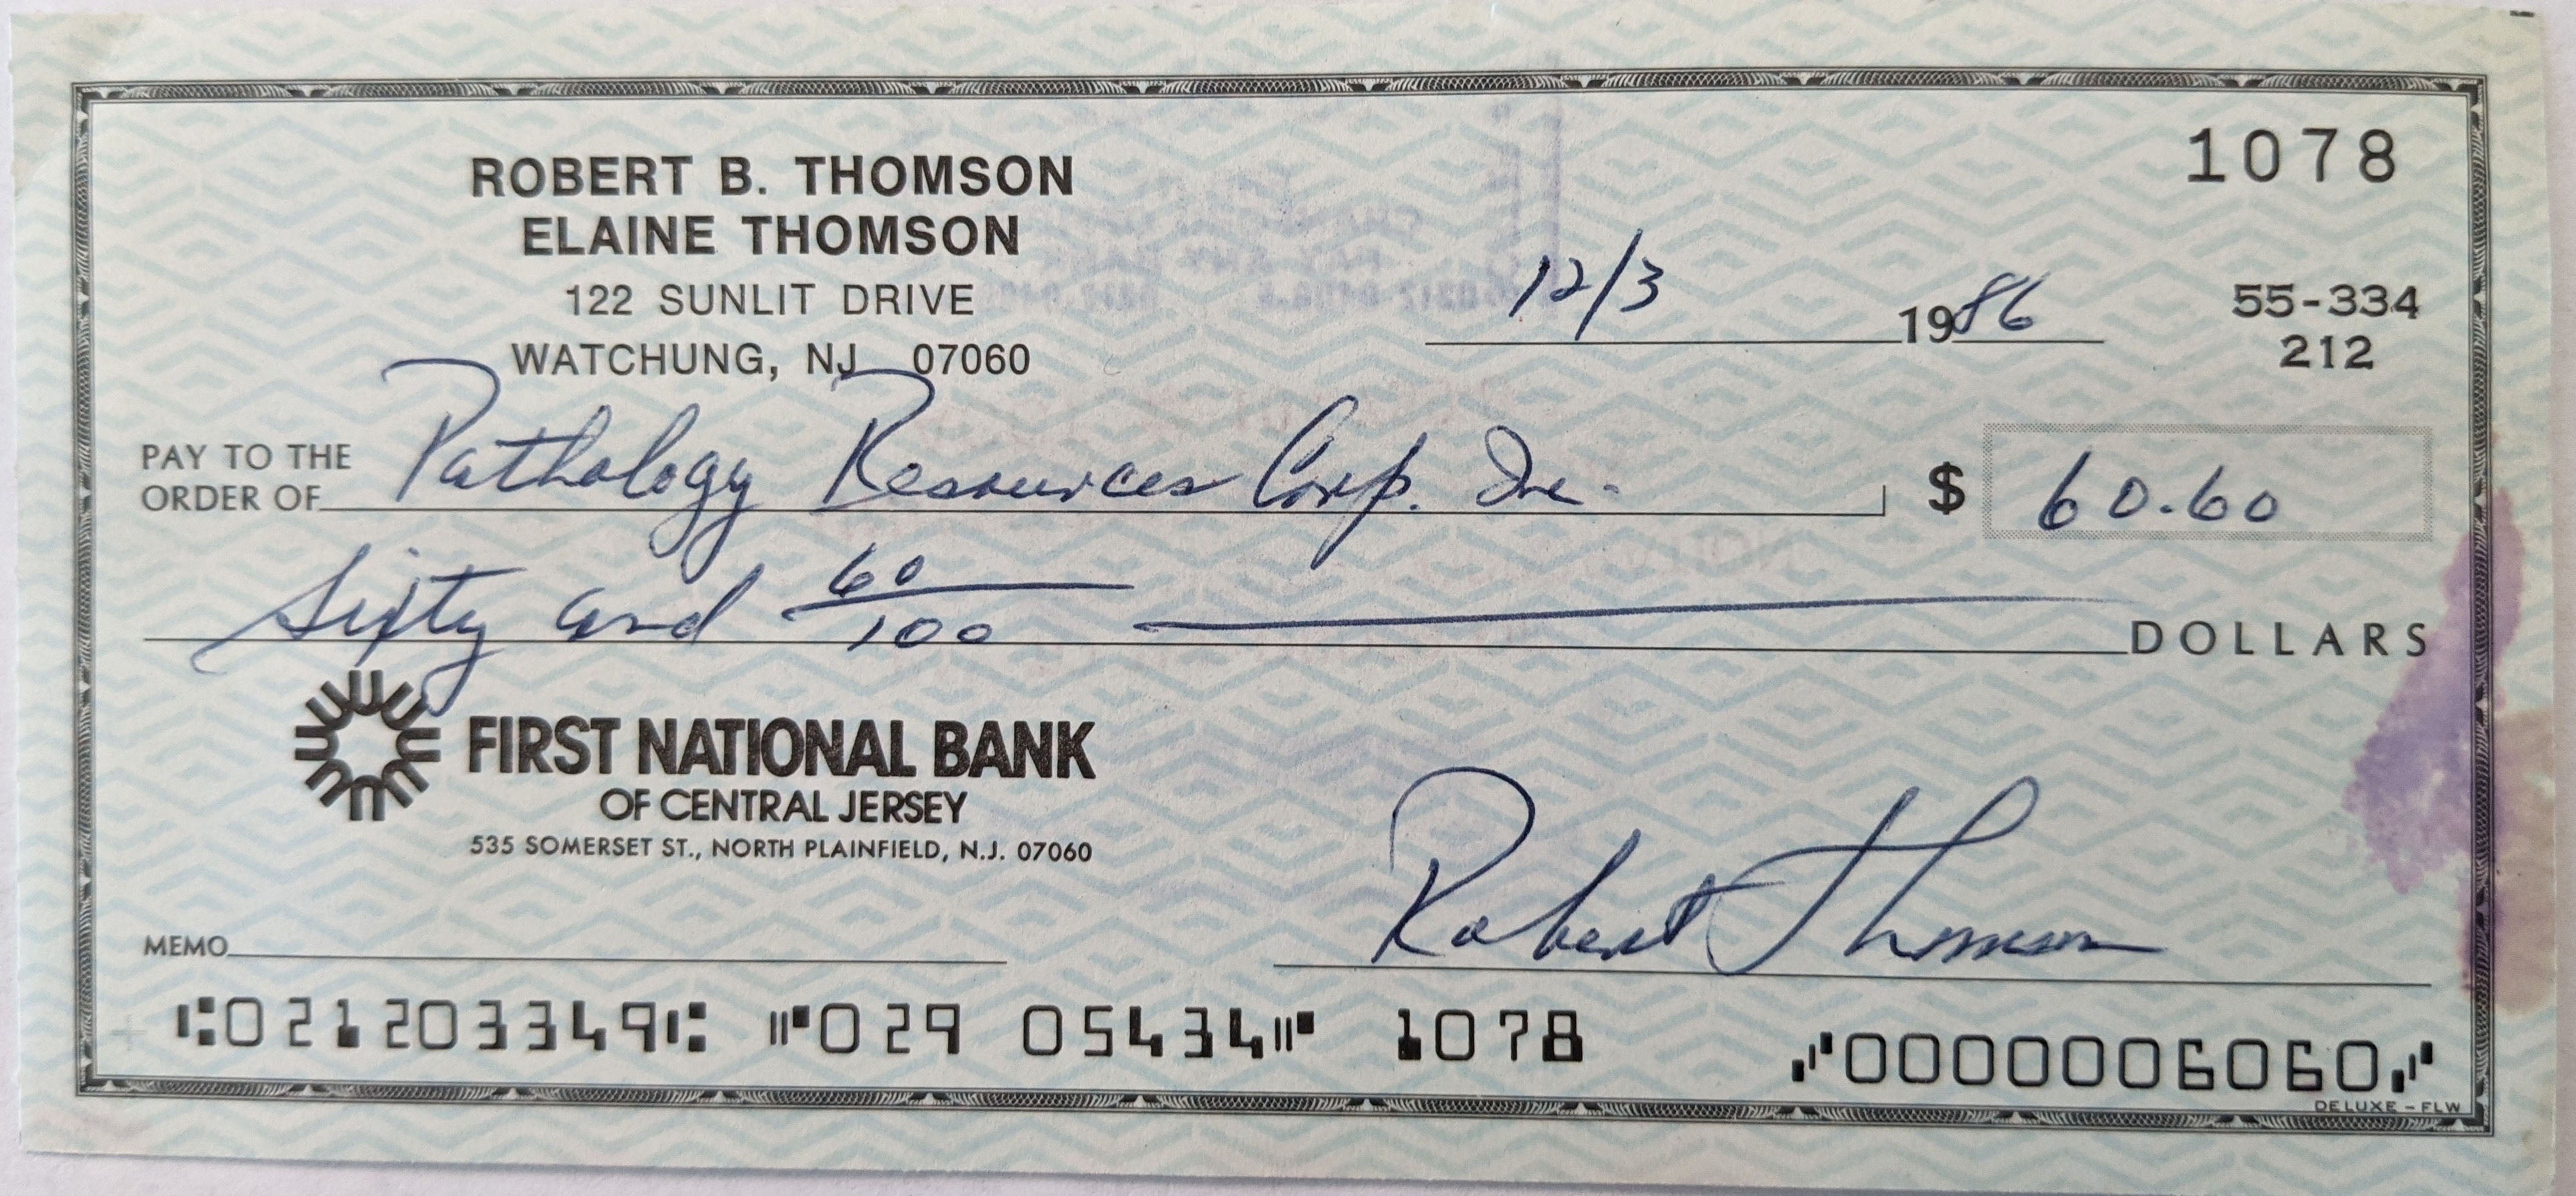 1078
ROBERT B. THOMSON
ELAINE THOMSON
122 SUNLIT DRIVE
WATCHUNG, NJ 07060
12/3 1986
55-334
212
PAY TO THE
ORDER OF Pathology Resources Corp. Inc. $ 60.60
Sixty and 60/100 DOLLARS
FIRST NATIONAL BANK
OF CENTRAL JERSEY
535 SOMERSET ST., NORTH PLAINFIELD, N.J. 07060
MEMO Robert Thomson
⑆021203349⑆ ⑈029 05434⑈ 1078 ⑇0000006060⑇
DELUXE - FLW